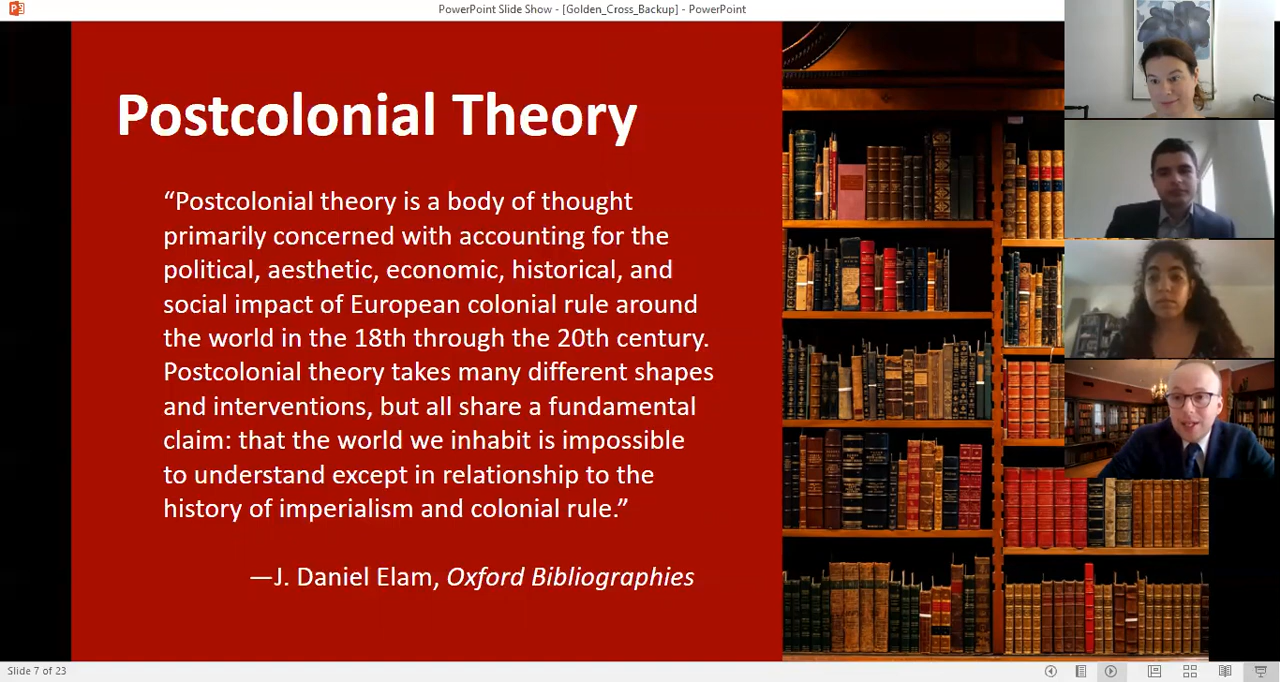 PowerPoint Slide Show - [Golden_Cross_Backup] - PowerPoint
Postcolonial Theory
“Postcolonial theory is a body of thought
primarily concerned with accounting for the
political, aesthetic, economic, historical, and
social impact of European colonial rule around
the world in the 18th through the 20th century.
Postcolonial theory takes many different shapes
and interventions, but all share a fundamental
claim: that the world we inhabit is impossible
to understand except in relationship to the
history of imperialism and colonial rule.”
—J. Daniel Elam, Oxford Bibliographies
Slide 7 of 23